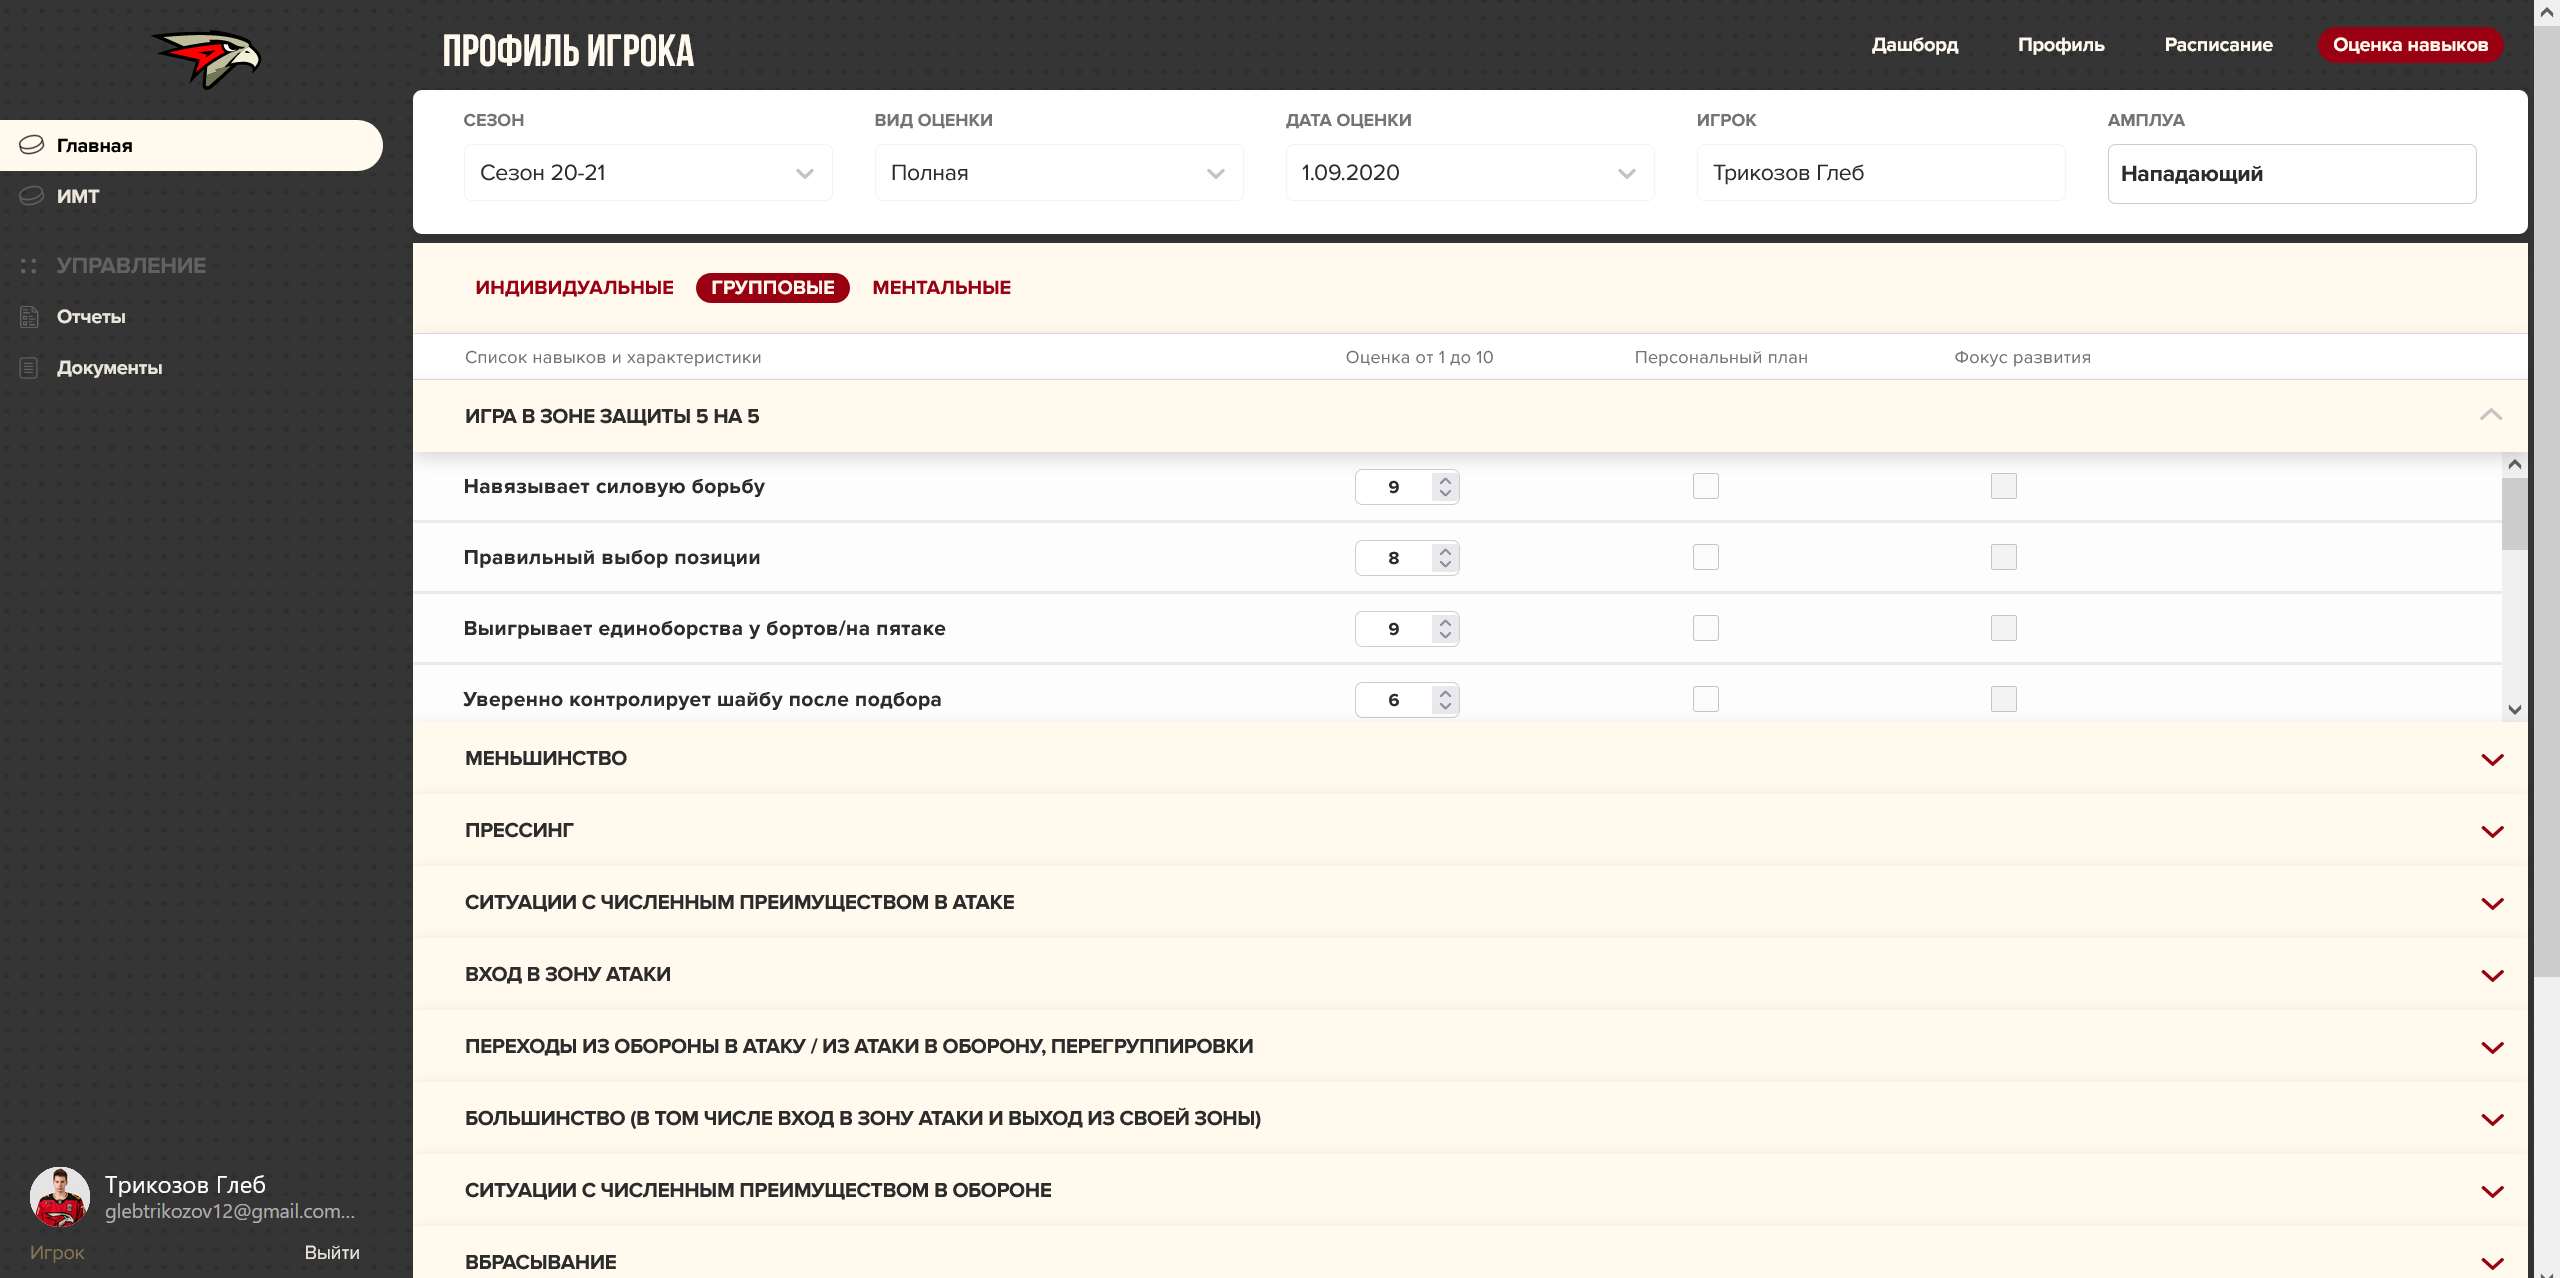 ПРОФИЛЬ ИГРОКА
Дашборд
Профиль
Расписание
Оценка навыков
Главная
ИМТ
УПРАВЛЕНИЕ
Отчеты
Документы
СЕЗОН
ВИД ОЦЕНКИ
ДАТА ОЦЕНКИ
ИГРОК
АМПЛУА
Сезон 20-21
Полная
1.09.2020
Трикозов Глеб
Нападающий
ИНДИВИДУАЛЬНЫЕ
ГРУППОВЫЕ
МЕНТАЛЬНЫЕ
Список навыков и характеристики
Оценка от 1 до 10
Персональный план
Фокус развития
ИГРА В ЗОНЕ ЗАЩИТЫ 5 НА 5
Навязывает силовую борьбу
9
Правильный выбор позиции
8
Выигрывает единоборства у бортов/на пятаке
9
Уверенно контролирует шайбу после подбора
6
МЕНЬШИНСТВО
ПРЕССИНГ
СИТУАЦИИ С ЧИСЛЕННЫМ ПРЕИМУЩЕСТВОМ В АТАКЕ
ВХОД В ЗОНУ АТАКИ
ПЕРЕХОДЫ ИЗ ОБОРОНЫ В АТАКУ / ИЗ АТАКИ В ОБОРОНУ, ПЕРЕГРУППИРОВКИ
БОЛЬШИНСТВО (В ТОМ ЧИСЛЕ ВХОД В ЗОНУ АТАКИ И ВЫХОД ИЗ СВОЕЙ ЗОНЫ)
СИТУАЦИИ С ЧИСЛЕННЫМ ПРЕИМУЩЕСТВОМ В ОБОРОНЕ
ВБРАСЫВАНИЕ
Трикозов Глеб
glebtrikozov12@gmail.com...
Игрок
Выйти